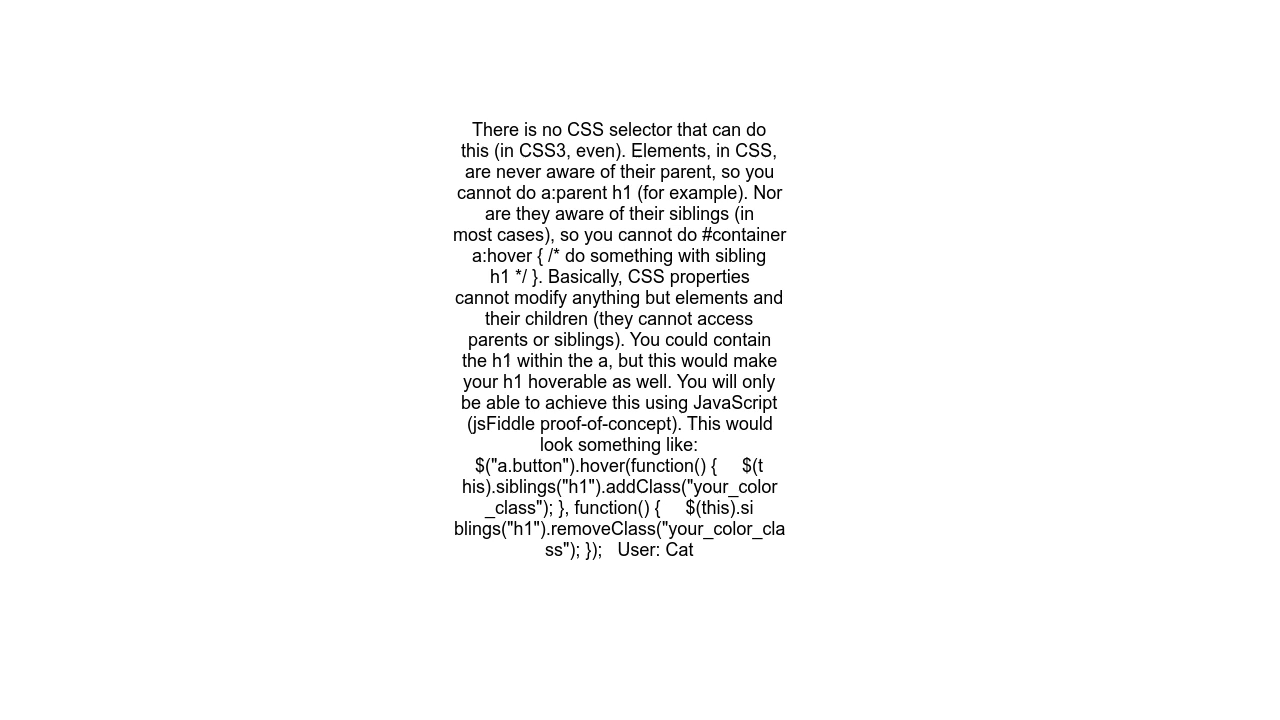 There is no CSS selector that can do
this (in CSS3, even). Elements, in CSS,
are never aware of their parent, so you
cannot do a:parent h1 (for example). Nor
are they aware of their siblings (in
most cases), so you cannot do #container
a:hover { /* do something with sibling
h1 */ }. Basically, CSS properties
cannot modify anything but elements and
their children (they cannot access
parents or siblings). You could contain
the h1 within the a, but this would make
your h1 hoverable as well. You will only
be able to achieve this using JavaScript
(jsFiddle proof-of-concept). This would
look something like:
$("a.button").hover(function() {     $(t
his).siblings("h1").addClass("your_color
_class"); }, function() {     $(this).si
blings("h1").removeClass("your_color_cla
ss"); });   User: Cat